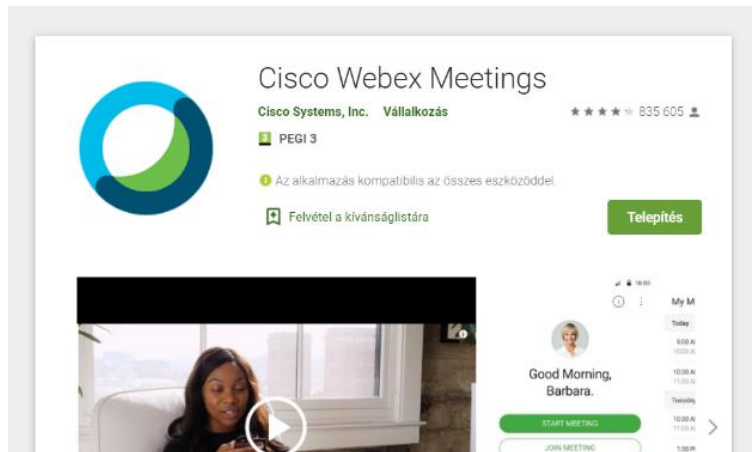 Cisco Webex Meetings
Cisco Systems, Inc. Vállalkozás 835 605
3 PEGI 3
Az alkalmazás kompatibilis az összes eszközöddel.
Felvétel a kívánságlistára
Telepítés
My M
Today
Good Morning,
Barbara.
START MEETING
JOIN MEETING